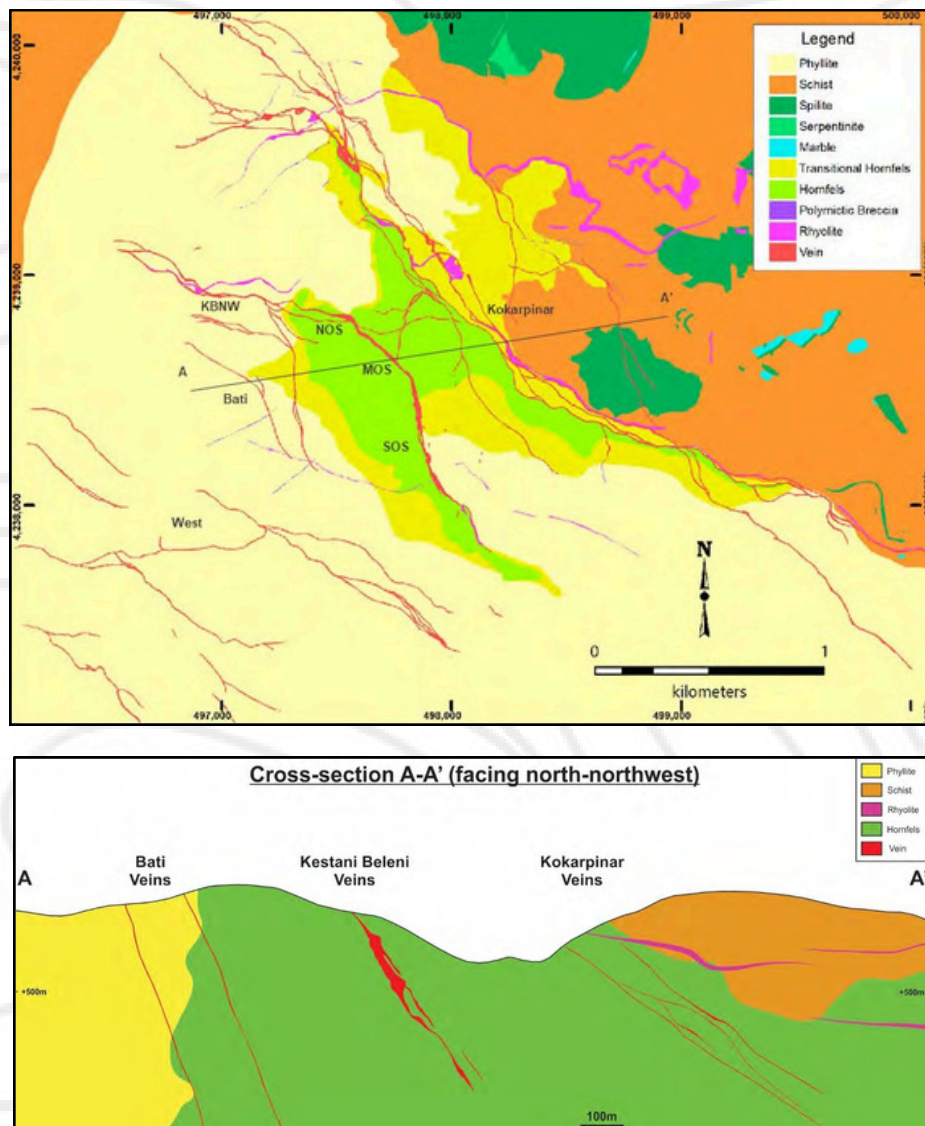 497,000 498,000 499,000 500,000
4,240,000
Legend
Phyllite
Schist
Spilite
Serpentinite
Marble
Transitional Hornfels
Hornfels
Polymictic Breccia
Rhyolite
Vein
4,239,000
KBNW
NOS
Kokarpinar
A'
MOS
A
Bati
SOS
4,238,000
West
N
0 1
kilometers
497,000 498,000 499,000
Cross-section A-A' (facing north-northwest)
Phyllite
Schist
Rhyolite
Hornfels
Vein
Bati
Veins
Kestani Beleni
Veins
Kokarpinar
Veins
A
A'
+500m
+500m
100m